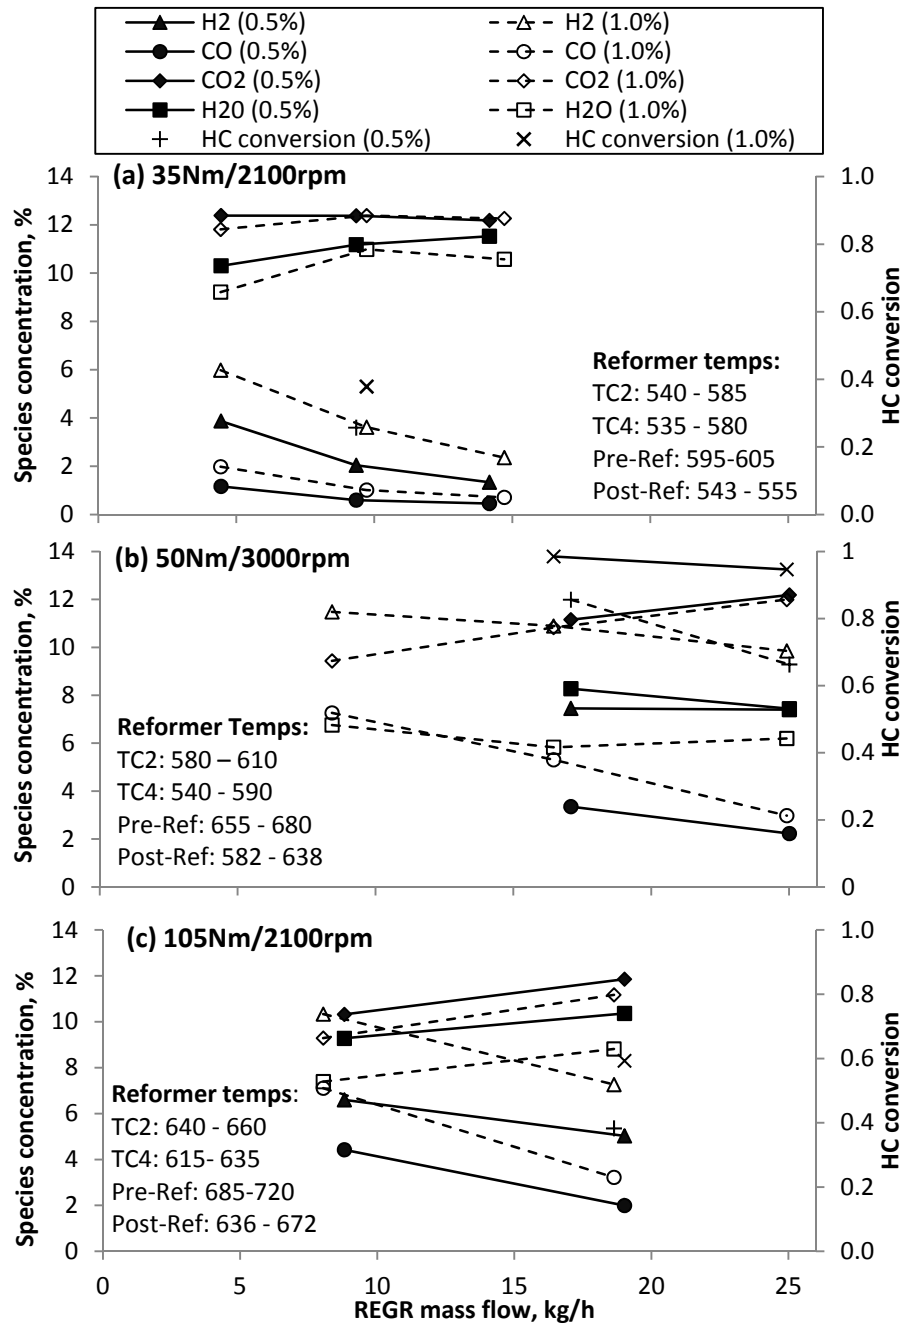 H2 (0.5%) H2 (1.0%)
CO (0.5%) CO (1.0%)
CO2 (0.5%) CO2 (1.0%)
H20 (0.5%) H2O (1.0%)
HC conversion (0.5%) HC conversion (1.0%)
(a) 35Nm/2100rpm
Species concentration, %
14
12
10
8
6
4
2
0
Reformer temps:
TC2: 540 - 585
TC4: 535 - 580
Pre-Ref: 595-605
Post-Ref: 543 - 555
1.0
0.8
0.6
0.4
0.2
0.0
HC conversion
(b) 50Nm/3000rpm
Species concentration, %
14
12
10
8
6
4
2
0
Reformer Temps:
TC2: 580 – 610
TC4: 540 - 590
Pre-Ref: 655 - 680
Post-Ref: 582 - 638
1
0.8
0.6
0.4
0.2
0
HC conversion
(c) 105Nm/2100rpm
Species concentration, %
14
12
10
8
6
4
2
0
Reformer temps:
TC2: 640 - 660
TC4: 615- 635
Pre-Ref: 685-720
Post-Ref: 636 - 672
1.0
0.8
0.6
0.4
0.2
0.0
HC conversion
0 5 10 15 20 25
REGR mass flow, kg/h